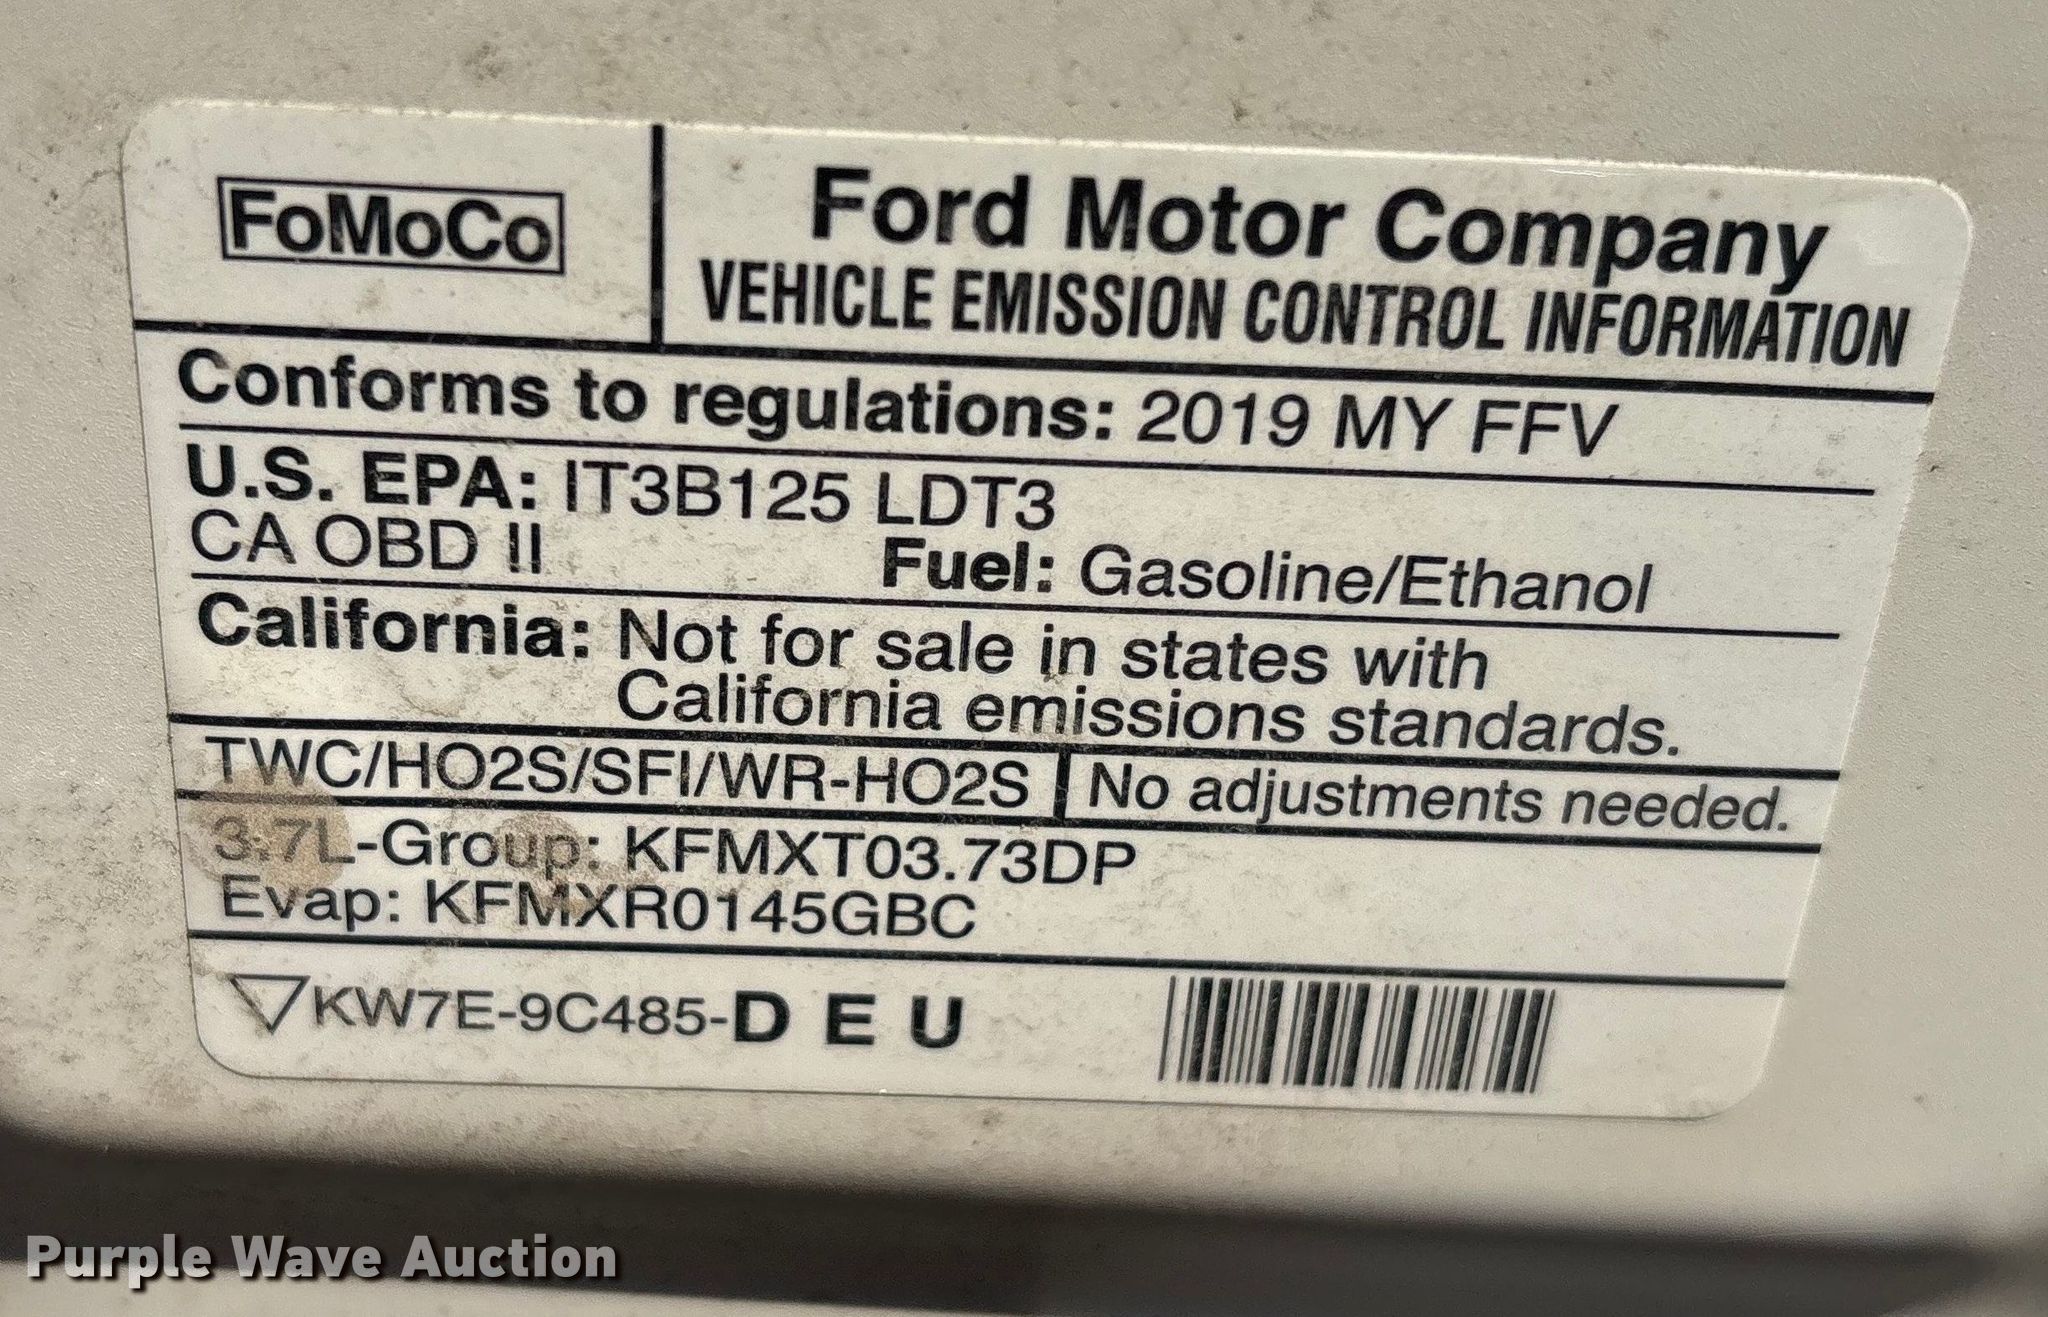 FoMoCo
Ford Motor Company
VEHICLE EMISSION CONTROL INFORMATION
Conforms to regulations: 2019 MY FFV
U.S. EPA: IT3B125 LDT3
CA OBD II Fuel: Gasoline/Ethanol
California: Not for sale in states with
California emissions standards.
TWC/HO2S/SFI/WR-HO2S No adjustments needed.
3.7L-Group: KFMXT03.73DP
Evap: KFMXR0145GBC
KW7E-9C485-D E U
Purple Wave Auction